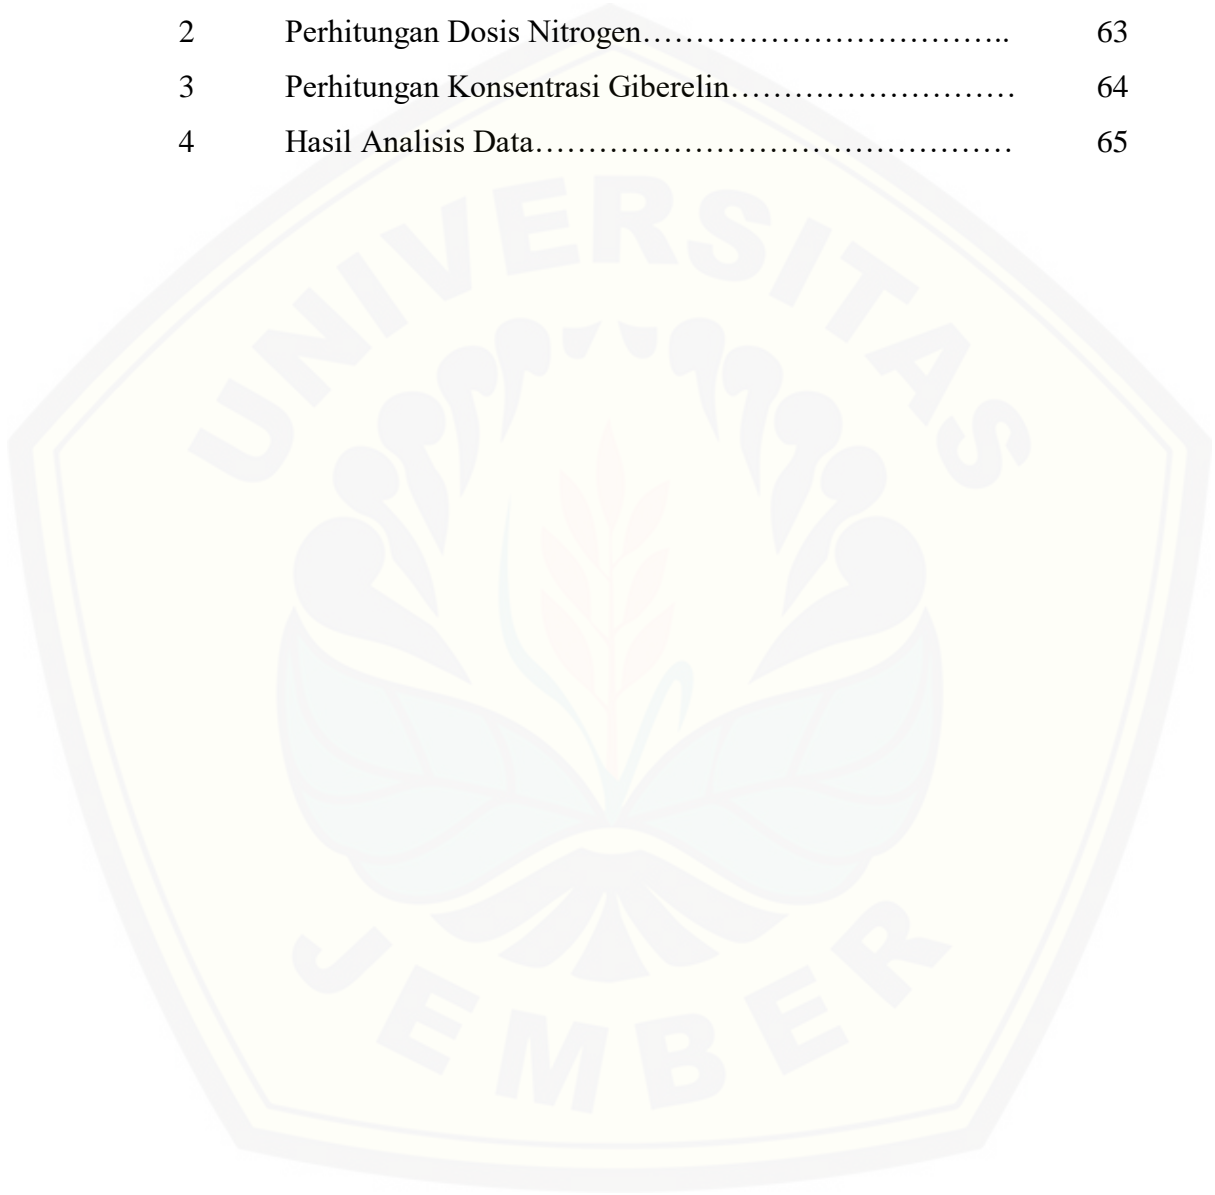 2 Perhitungan Dosis Nitrogen…………………………….. 63
3 Perhitungan Konsentrasi Giberelin……………………… 64
4 Hasil Analisis Data……………………………………… 65
UNIVERSITAS
JEMBER